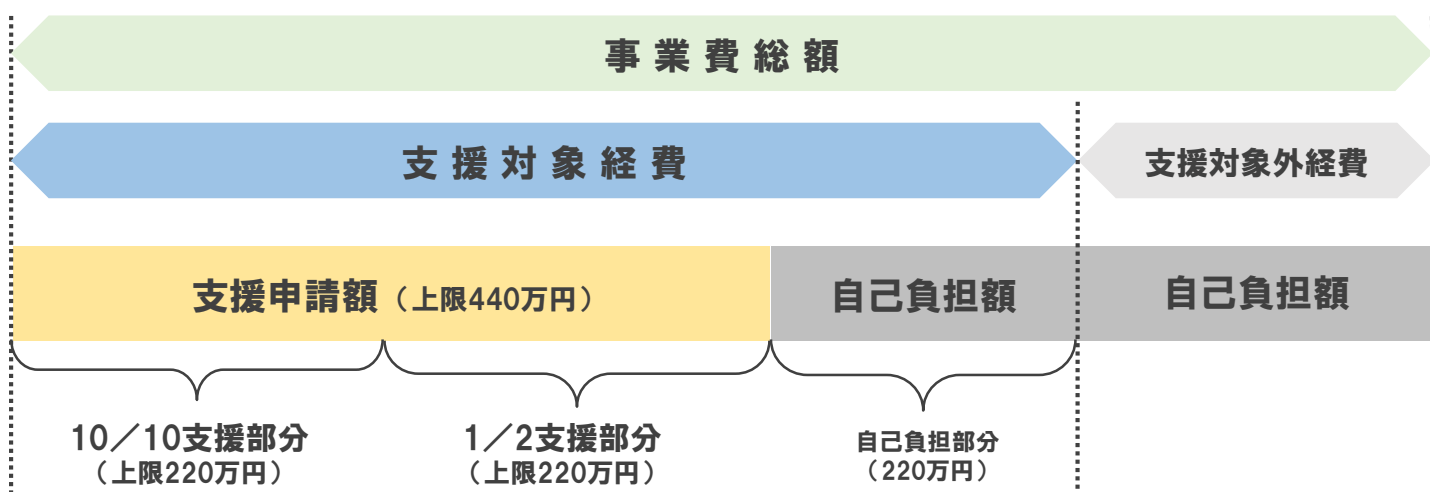 事業費総額
支援対象経費
支援対象外経費
支援申請額（上限440万円）
自己負担額
自己負担額
10／10支援部分
（上限220万円）
1／2支援部分
（上限220万円）
自己負担部分
（220万円）